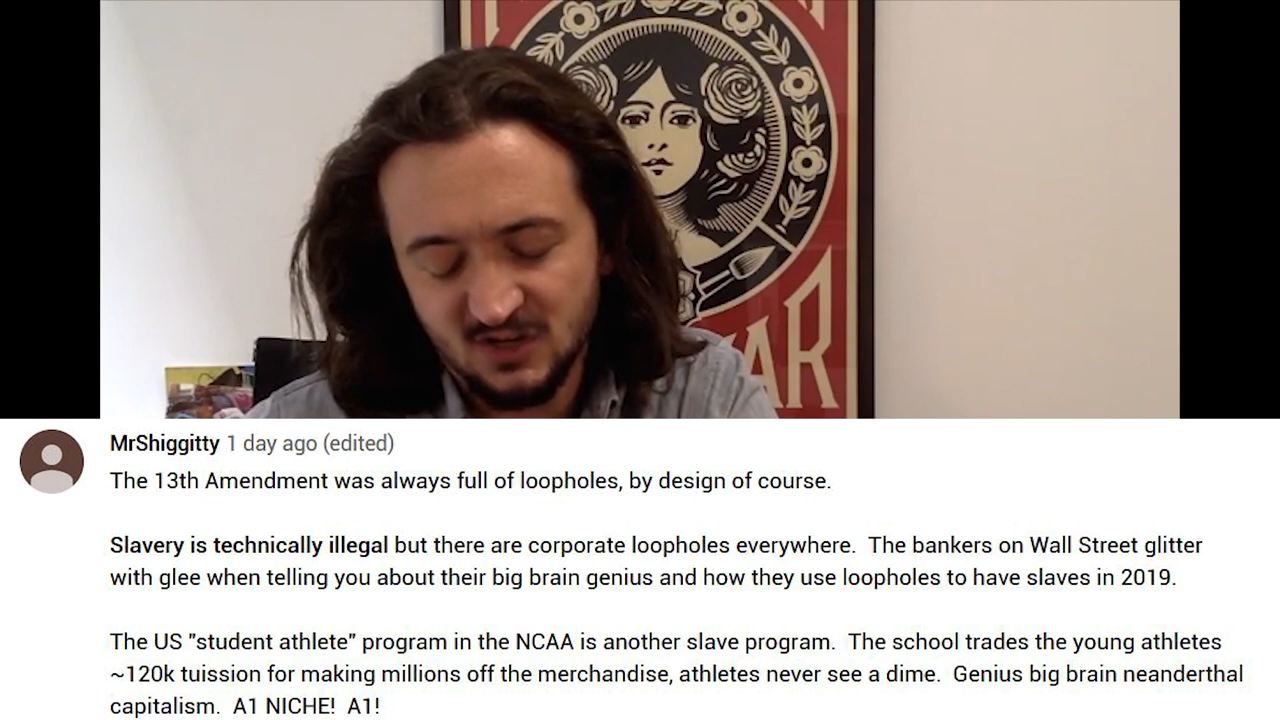 AR
MrShiggitty 1 day ago (edited)
The 13th Amendment was always full of loopholes, by design of course.
Slavery is technically illegal but there are corporate loopholes everywhere.  The bankers on Wall Street glitter
with glee when telling you about their big brain genius and how they use loopholes to have slaves in 2019.
The US "student athlete" program in the NCAA is another slave program.  The school trades the young athletes
~120k tuission for making millions off the merchandise, athletes never see a dime.  Genius big brain neanderthal
capitalism.  A1 NICHE!  A1!